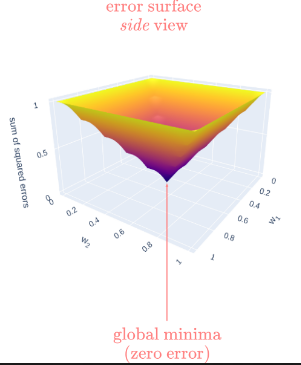 error surface
side view
1
0.5
0
sum of squared errors
0
0.2
0.4
0.6
0.8
1
w₂
0
0.2
0.4
0.6
0.8
1
w₁
global minima
(zero error)